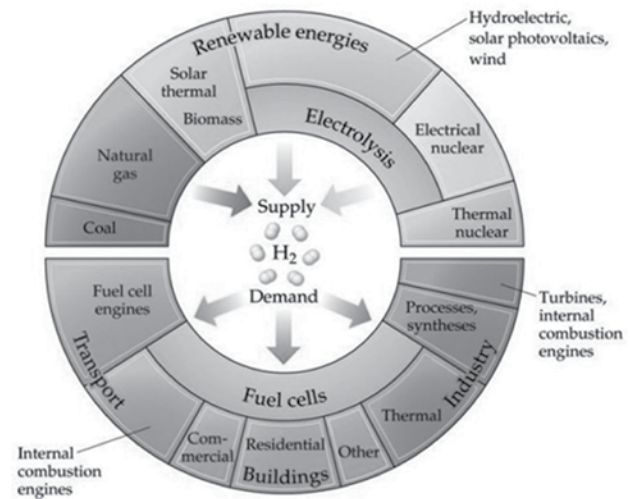 Hydroelectric,
solar photovoltaics,
wind
Renewable energies
Solar
thermal
Biomass
Electrolysis
Electrical
nuclear
Natural
gas
Thermal
nuclear
Coal
Supply
H₂
Demand
Fuel cell
engines
Transport
Internal
combustion
engines
Fuel cells
Com-
mercial
Residential
Other
Buildings
Thermal
Processes,
syntheses
Industry
Turbines,
internal
combustion
engines